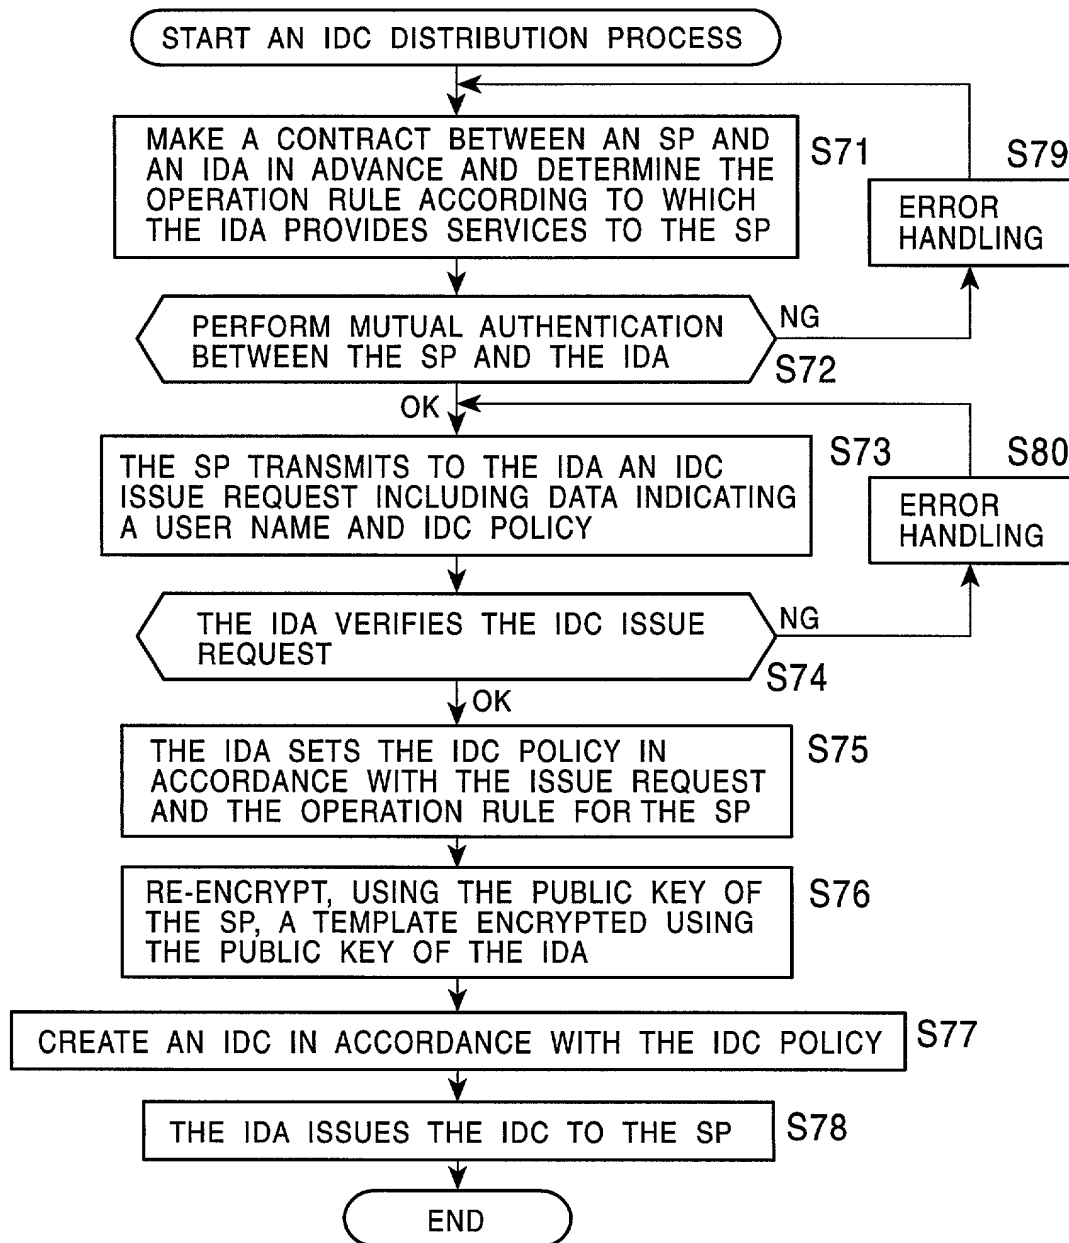 START AN IDC DISTRIBUTION PROCESS
MAKE A CONTRACT BETWEEN AN SP AND
AN IDA IN ADVANCE AND DETERMINE THE
OPERATION RULE ACCORDING TO WHICH
THE IDA PROVIDES SERVICES TO THE SP
S71
S79
ERROR
HANDLING
PERFORM MUTUAL AUTHENTICATION
BETWEEN THE SP AND THE IDA
NG
S72
OK
THE SP TRANSMITS TO THE IDA AN IDC
ISSUE REQUEST INCLUDING DATA INDICATING
A USER NAME AND IDC POLICY
S73
S80
ERROR
HANDLING
THE IDA VERIFIES THE IDC ISSUE
REQUEST
NG
S74
OK
THE IDA SETS THE IDC POLICY IN
ACCORDANCE WITH THE ISSUE REQUEST
AND THE OPERATION RULE FOR THE SP
S75
RE-ENCRYPT, USING THE PUBLIC KEY OF
THE SP, A TEMPLATE ENCRYPTED USING
THE PUBLIC KEY OF THE IDA
S76
CREATE AN IDC IN ACCORDANCE WITH THE IDC POLICY
S77
THE IDA ISSUES THE IDC TO THE SP
S78
END